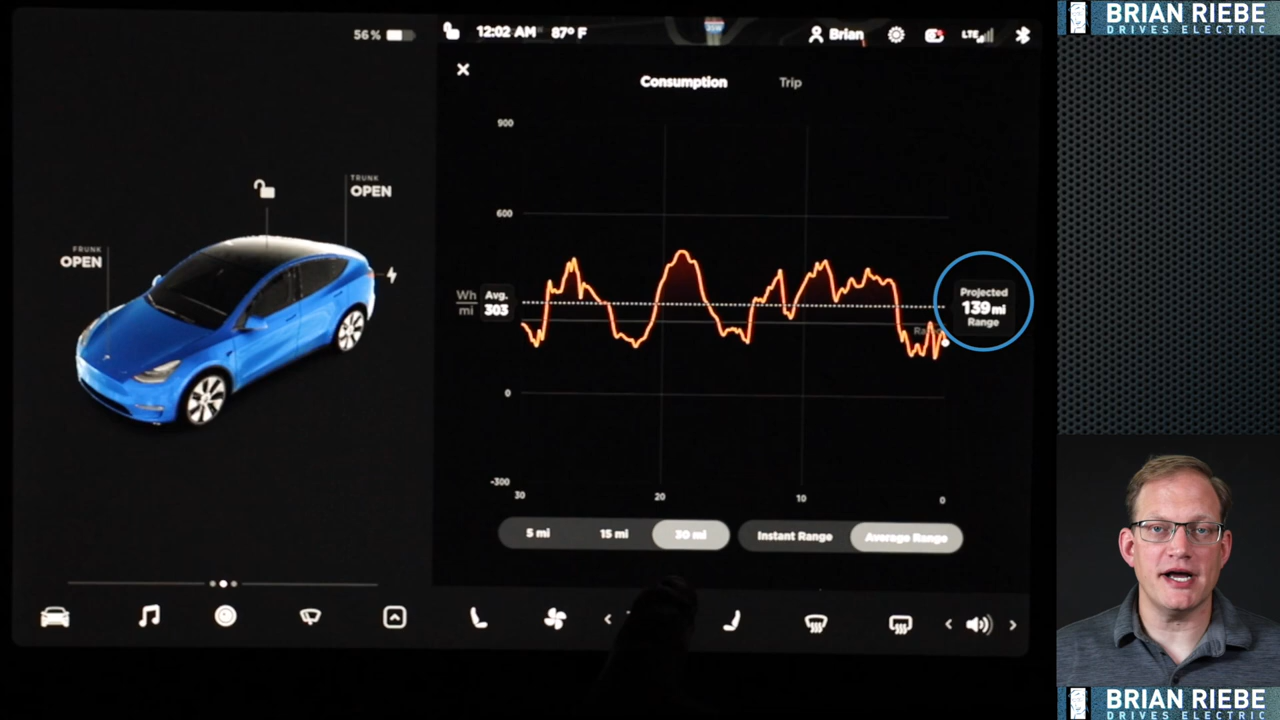 56 %
12:02 AM 87° F
Brian
LTE
Consumption
Trip
TRUNK
OPEN
FRUNK
OPEN
900
600
0
-300
Wh
mi
Avg.
303
Projected
139 mi
Range
30
20
10
0
5 mi
15 mi
30 mi
Instant Range
Average Range
BRIAN RIEBE
DRIVES ELECTRIC
BRIAN RIEBE
DRIVES ELECTRIC